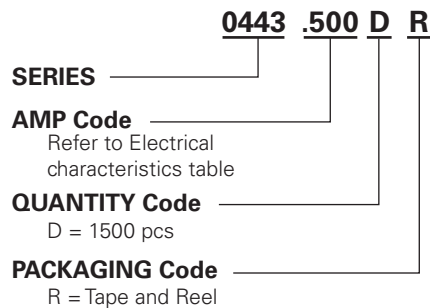 0443 .500 D R
SERIES
AMP Code
Refer to Electrical
characteristics table
QUANTITY Code
D = 1500 pcs
PACKAGING Code
R = Tape and Reel